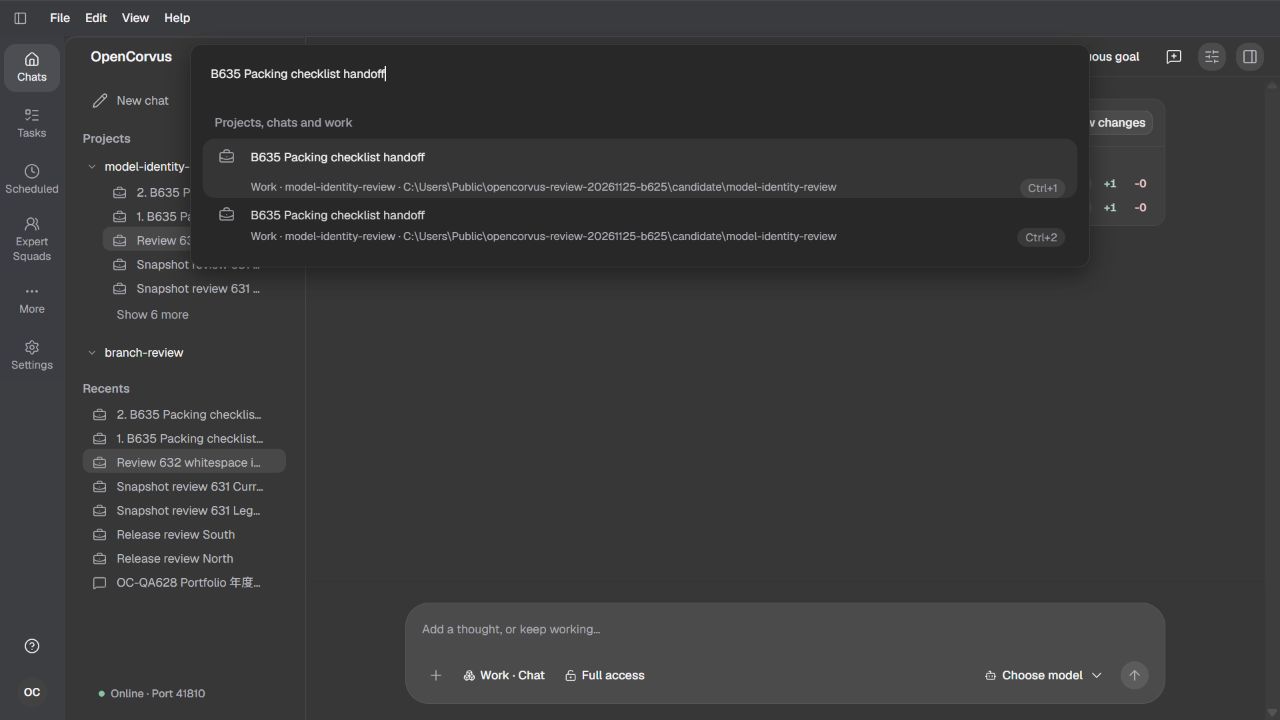 File Edit View Help
OpenCorvus
B635 Packing checklist handoff
uous goal
Chats
New chat
Projects, chats and work
w changes
Tasks
Projects
B635 Packing checklist handoff
model-identity-
Work · model-identity-review · C:\Users\Public\opencorvus-review-20261125-b625\candidate\model-identity-review
Ctrl+1
+1 -0
Scheduled
2. B635 P
+1 -0
1. B635 Pa
B635 Packing checklist handoff
Expert
Squads
Review 63
Work · model-identity-review · C:\Users\Public\opencorvus-review-20261125-b625\candidate\model-identity-review
Ctrl+2
Snapshot review 631 ...
Snapshot review 631 ...
More
Show 6 more
branch-review
Settings
Recents
2. B635 Packing checklis...
1. B635 Packing checklist...
Review 632 whitespace i...
Snapshot review 631 Curr...
Snapshot review 631 Leg...
Release review South
Release review North
OC-QA628 Portfolio 年度...
Add a thought, or keep working...
Work · Chat
Full access
Choose model
OC
Online · Port 41810